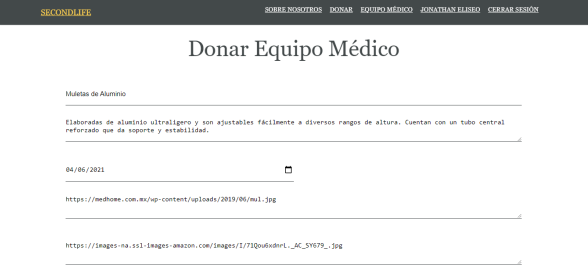 SECONDLIFE
SOBRE NOSOTROS DONAR EQUIPO MÉDICO JONATHAN ELISEO CERRAR SESIÓN
Donar Equipo Médico
Muletas de Aluminio
Elaboradas de aluminio ultraligero y son ajustables fácilmente a diversos rangos de altura. Cuentan con un tubo central
reforzado que da soporte y estabilidad.
04/06/2021
https://medhome.com.mx/wp-content/uploads/2019/06/mul.jpg
https://images-na.ssl-images-amazon.com/images/I/71Qou6xdnrL._AC_SY679_.jpg